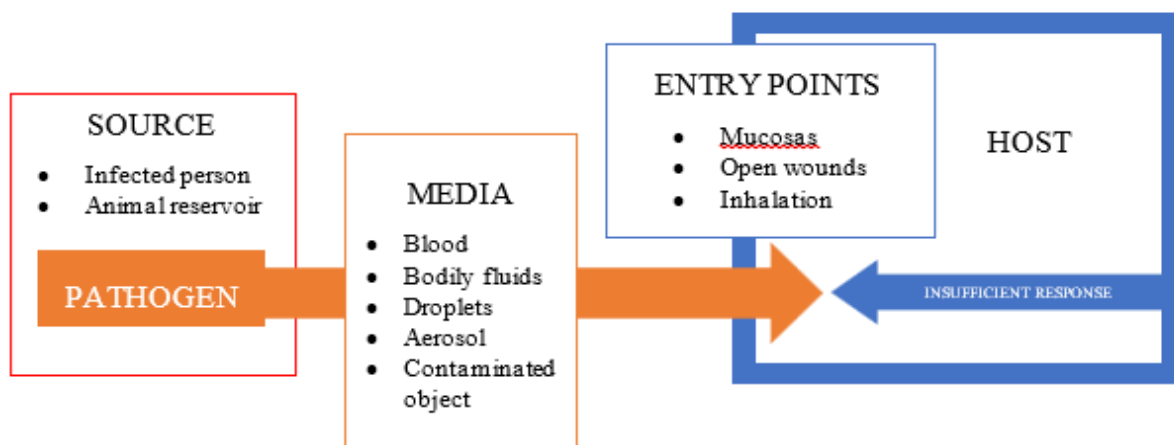 SOURCE
• Infected person
• Animal reservoir
PATHOGEN
MEDIA
• Blood
• Bodily fluids
• Droplets
• Aerosol
• Contaminated
object
ENTRY POINTS
• Mucosas
• Open wounds
• Inhalation
HOST
INSUFFICIENT RESPONSE